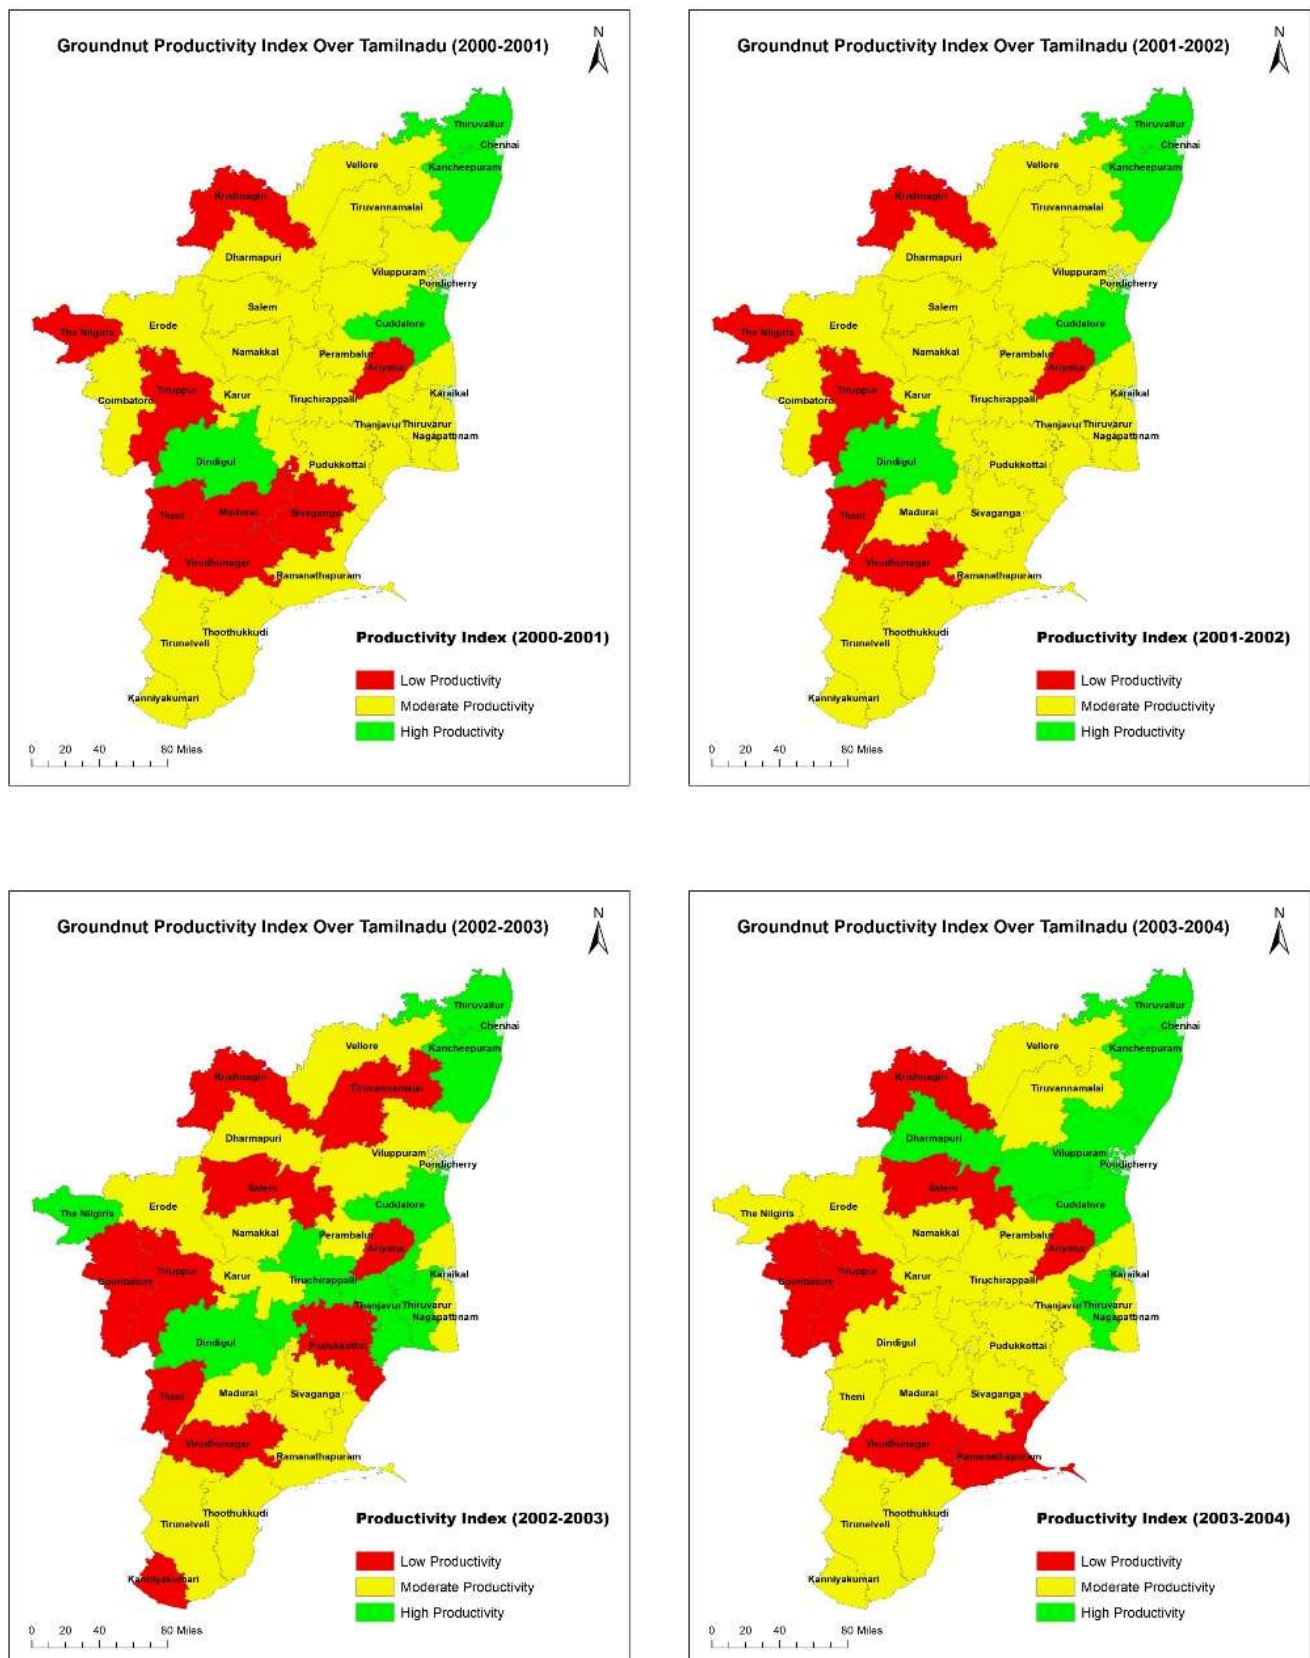 Groundnut Productivity Index Over Tamilnadu (2000-2001)
N
Thiruvallur
Chennai
Vellore
Kancheepuram
Krishnagiri
Tiruvannamalai
Dharmapuri
Viluppuram
Pondicherry
Salem
The Nilgiris
Erode
Cuddalore
Namakkal
Perambalur
Ariyalur
Tiruppur
Karur
Karaikal
Coimbatore
Tiruchirappalli
Thanjavur
Thiruvarur
Nagapattinam
Dindigul
Pudukkottai
Theni
Madurai
Sivaganga
Virudhunagar
Ramanathapuram
Thoothukkudi
Tirunelveli
Kanniyakumari
Productivity Index (2000-2001)
Low Productivity
Moderate Productivity
High Productivity
0 20 40 80 Miles
Groundnut Productivity Index Over Tamilnadu (2001-2002)
N
Thiruvallur
Chennai
Vellore
Kancheepuram
Krishnagiri
Tiruvannamalai
Dharmapuri
Viluppuram
Pondicherry
Salem
The Nilgiris
Erode
Cuddalore
Namakkal
Perambalur
Ariyalur
Tiruppur
Karur
Karaikal
Coimbatore
Tiruchirappalli
Thanjavur
Thiruvarur
Nagapattinam
Dindigul
Pudukkottai
Theni
Madurai
Sivaganga
Virudhunagar
Ramanathapuram
Thoothukkudi
Tirunelveli
Kanniyakumari
Productivity Index (2001-2002)
Low Productivity
Moderate Productivity
High Productivity
0 20 40 80 Miles
Groundnut Productivity Index Over Tamilnadu (2002-2003)
N
Thiruvallur
Chennai
Vellore
Kancheepuram
Krishnagiri
Tiruvannamalai
Dharmapuri
Viluppuram
Pondicherry
Salem
The Nilgiris
Erode
Cuddalore
Namakkal
Perambalur
Ariyalur
Tiruppur
Karur
Karaikal
Coimbatore
Tiruchirappalli
Thanjavur
Thiruvarur
Nagapattinam
Dindigul
Pudukkottai
Theni
Madurai
Sivaganga
Virudhunagar
Ramanathapuram
Thoothukkudi
Tirunelveli
Kanniyakumari
Productivity Index (2002-2003)
Low Productivity
Moderate Productivity
High Productivity
0 20 40 80 Miles
Groundnut Productivity Index Over Tamilnadu (2003-2004)
N
Thiruvallur
Chennai
Vellore
Kancheepuram
Krishnagiri
Tiruvannamalai
Dharmapuri
Viluppuram
Pondicherry
Salem
The Nilgiris
Erode
Cuddalore
Namakkal
Perambalur
Ariyalur
Tiruppur
Karur
Karaikal
Coimbatore
Tiruchirappalli
Thanjavur
Thiruvarur
Nagapattinam
Dindigul
Pudukkottai
Theni
Madurai
Sivaganga
Virudhunagar
Ramanathapuram
Thoothukkudi
Tirunelveli
Kanniyakumari
Productivity Index (2003-2004)
Low Productivity
Moderate Productivity
High Productivity
0 20 40 80 Miles